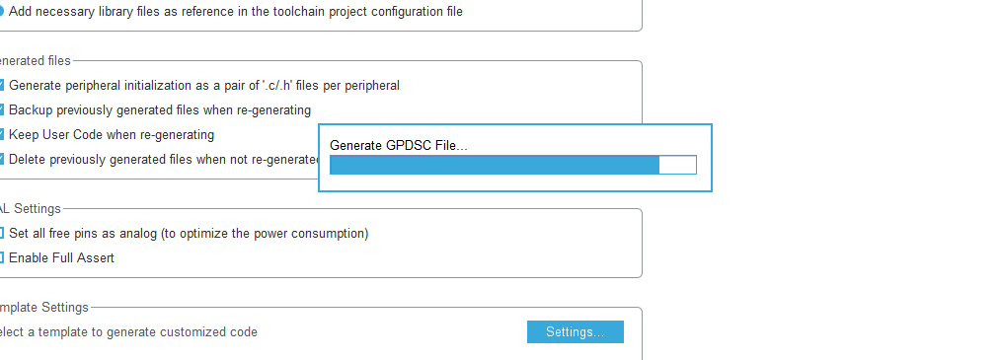 Add necessary library files as reference in the toolchain project configuration file
nerated files
Generate peripheral initialization as a pair of '.c/.h' files per peripheral
Backup previously generated files when re-generating
Keep User Code when re-generating
Delete previously generated files when not re-generated
Generate GPDSC File...
AL Settings
Set all free pins as analog (to optimize the power consumption)
Enable Full Assert
mplate Settings
elect a template to generate customized code
Settings...